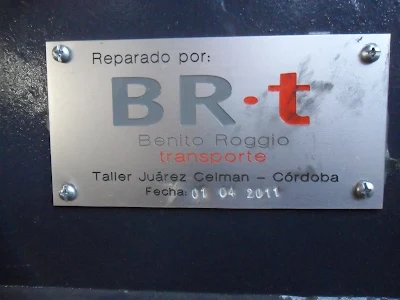 Reparado por:
BR·t
Benito Roggio
transporte
Taller Juárez Celman – Córdoba
Fecha: 01 04 2011